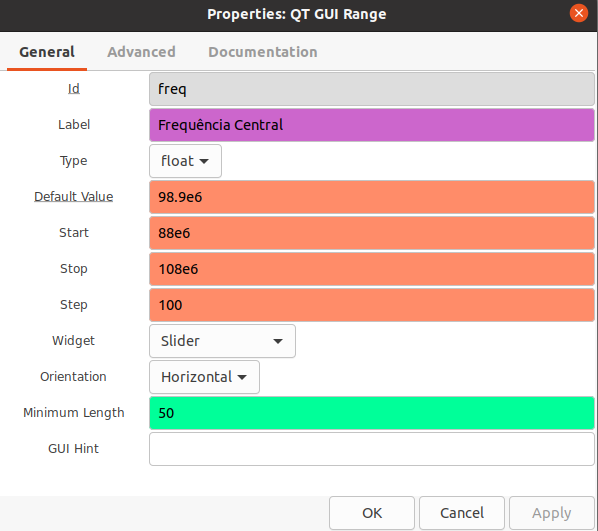 Properties: QT GUI Range
General Advanced Documentation
Id freq
Label Frequência Central
Type float
Default Value 98.9e6
Start 88e6
Stop 108e6
Step 100
Widget Slider
Orientation Horizontal
Minimum Length 50
GUI Hint
OK Cancel Apply